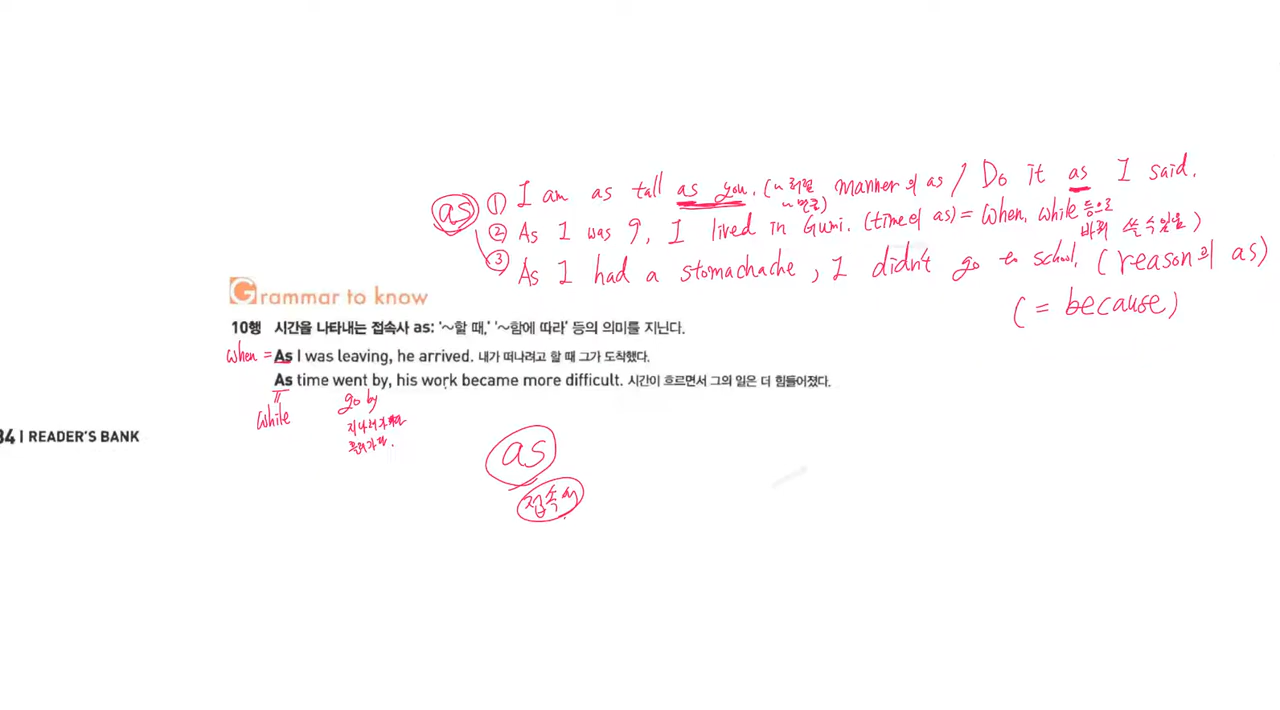 as ① I am as tall as you. (~처럼 ~만큼) manner의 as / Do it as I said.
② As I was 9, I lived in Gumi. (time의 as) = When, while 등으로 바꿔 쓸 수 있음)
③ As I had a stomachache, I didn't go to school. (reason의 as)
(= because)
Grammar to know
10행 시간을 나타내는 접속사 as: '~할 때,' '~함에 따라' 등의 의미를 지닌다.
when = As I was leaving, he arrived. 내가 떠나려고 할 때 그가 도착했다.
As time went by, his work became more difficult. 시간이 흐르면서 그의 일은 더 힘들어졌다.
=
while
go by
지나가다
흘러가다.
84 | READER'S BANK
as
접속사